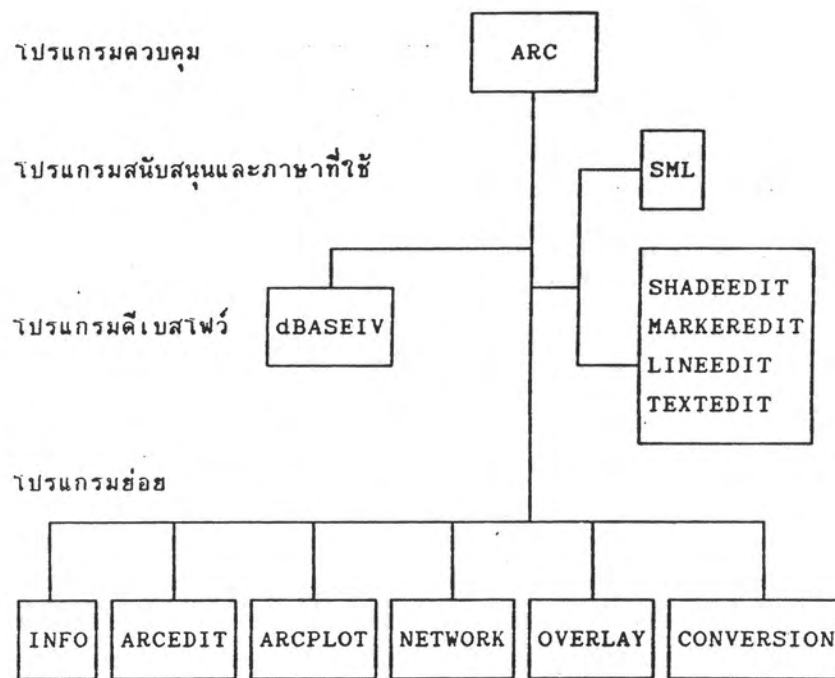 โปรแกรมควบคุม
ARC
โปรแกรมสนับสนุนและภาษาที่ใช้
SML
SHADEEDIT
MARKEREDIT
LINEEDIT
TEXTEDIT
โปรแกรมดีเบสโฟว์
dBASEIV
โปรแกรมย่อย
INFO
ARCEDIT
ARCPLOT
NETWORK
OVERLAY
CONVERSION